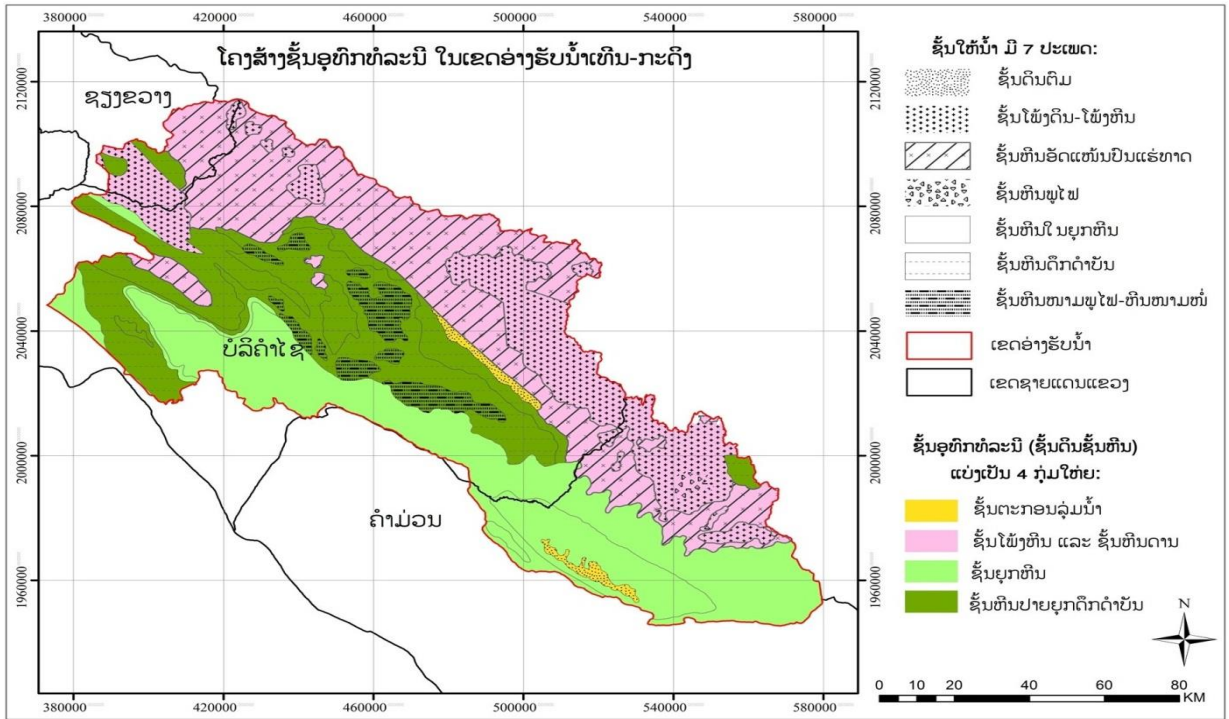 380000 420000 460000 500000 540000 580000
ໂຄງສ້າງຊັ້ນອຸທົກທໍລະນີ ໃນເຂດອ່າງຮັບນ້ຳເທີນ-ກະດິງ
ຊຽງຂວາງ
ບໍລິຄຳໄຊ
ຄຳມ່ວນ
2120000
2080000
2040000
2000000
1960000
2120000
2080000
2040000
2000000
1960000
380000 420000 460000 500000 540000 580000
ຊັ້ນໃຫ້ນ້ຳ ມີ 7 ປະເພດ:
ຊັ້ນດິນຕົມ
ຊັ້ນໂພ້ງດິນ-ໂພ້ງຫີນ
ຊັ້ນຫີນອັດແໜ້ນປົນແຮ່ທາດ
ຊັ້ນຫີນພູໄຟ
ຊັ້ນຫີນໃນຍຸກຫີນ
ຊັ້ນຫີນດຶກດຳບັນ
ຊັ້ນຫີນໜາມພູໄຟ-ຫີນໜາມໜໍ່
ເຂດອ່າງຮັບນ້ຳ
ເຂດຊາຍແດນແຂວງ
ຊັ້ນອຸທົກທໍລະນີ (ຊັ້ນດິນຊັ້ນຫີນ)
ແບ່ງເປັນ 4 ກຸ່ມໃຫ່ຍ:
ຊັ້ນຕະກອນລຸ່ມນ້ຳ
ຊັ້ນໂພ້ງຫີນ ແລະ ຊັ້ນຫີນດານ
ຊັ້ນຍຸກຫີນ
ຊັ້ນຫີນປາຍຍຸກດຶກດຳບັນ
N
0 10 20 40 60 80
KM